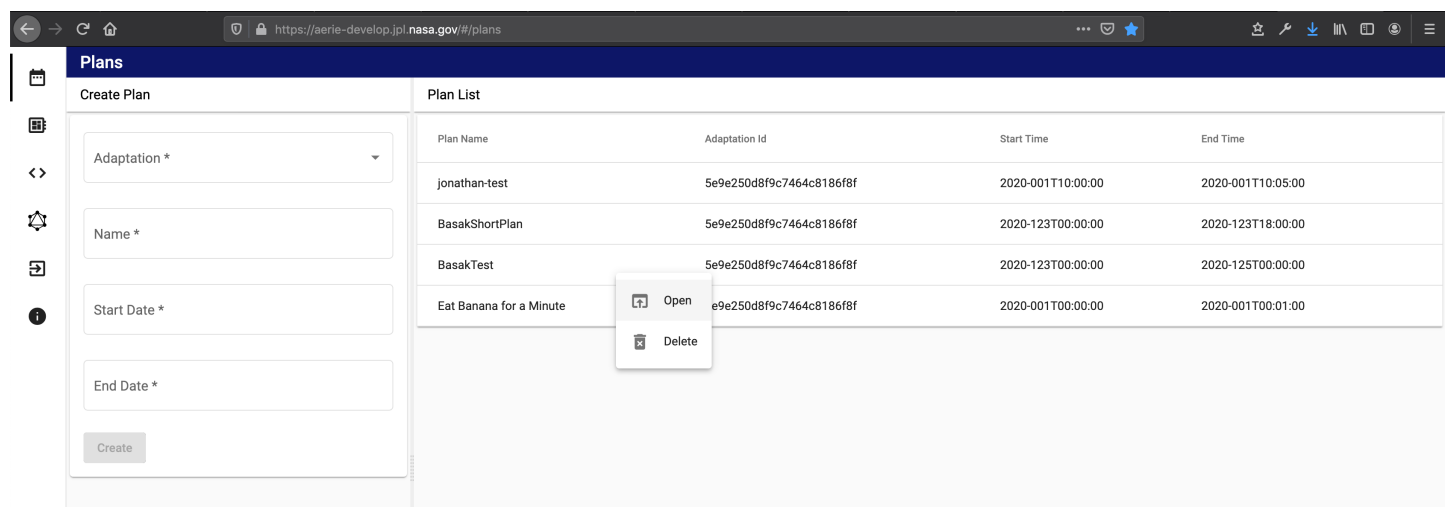 https://aerie-develop.jpl.nasa.gov/#/plans
Plans
Create Plan
Adaptation *
Name *
Start Date *
End Date *
Create
Plan List
Plan Name Adaptation Id Start Time End Time
jonathan-test 5e9e250d8f9c7464c8186f8f 2020-001T10:00:00 2020-001T10:05:00
BasakShortPlan 5e9e250d8f9c7464c8186f8f 2020-123T00:00:00 2020-123T18:00:00
BasakTest 5e9e250d8f9c7464c8186f8f 2020-123T00:00:00 2020-125T00:00:00
Eat Banana for a Minute e9e250d8f9c7464c8186f8f 2020-001T00:00:00 2020-001T00:01:00
Open
Delete